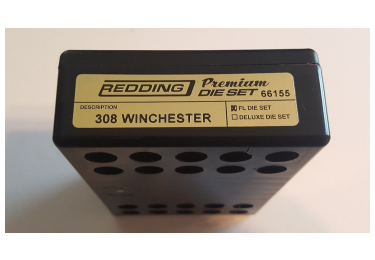 REDDING Premium
DIE SET 66155
DESCRIPTION
308 WINCHESTER
FL DIE SET
DELUXE DIE SET